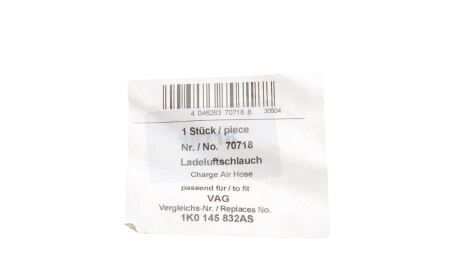 4 046283 70718 8 30504
1 Stück / piece
Nr. / No. 70718
Ladeluftschlauch
Charge Air Hose
passend für / to fit
VAG
Vergleichs-Nr. / Replaces No.
1K0 145 832AS